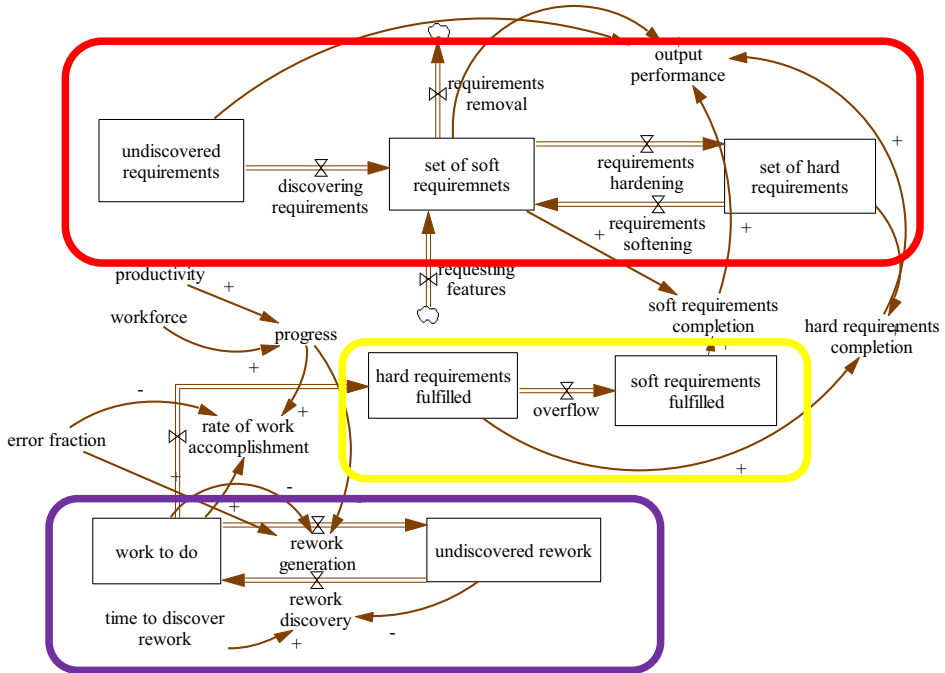 output
performance
requirements
removal
undiscovered
requirements
set of soft
requiremnets
set of hard
requirements
discovering
requirements
requirements
hardening
requirements
softening
+
+
+
productivity
+
requesting
features
workforce
progress
soft requirements
completion
hard requirements
completion
+
+
+
-
+
hard requirements
fulfilled
overflow
soft requirements
fulfilled
error fraction
rate of work
accomplishment
+
+
+
-
-
+
work to do
rework
generation
undiscovered rework
rework
discovery
time to discover
rework
+
-